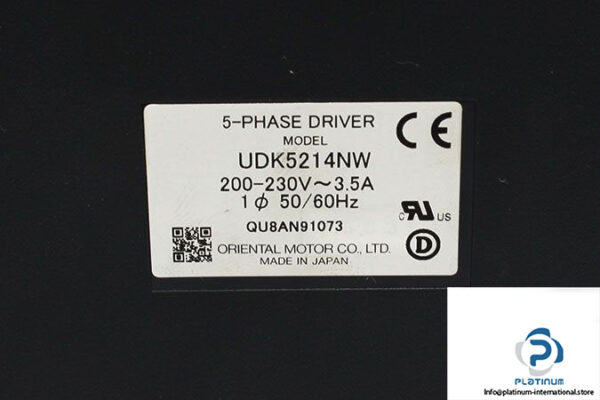 5-PHASE DRIVER
MODEL
UDK5214NW
200-230V~3.5A
1ϕ 50/60Hz
QU8AN91073
ORIENTAL MOTOR CO., LTD.
MADE IN JAPAN
CE
c RU US
D
PLATINUM
Info@platinum-international.store